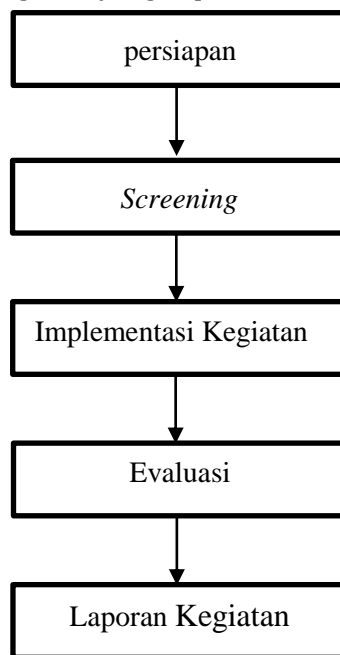 persiapan
Screening
Implementasi Kegiatan
Evaluasi
Laporan Kegiatan